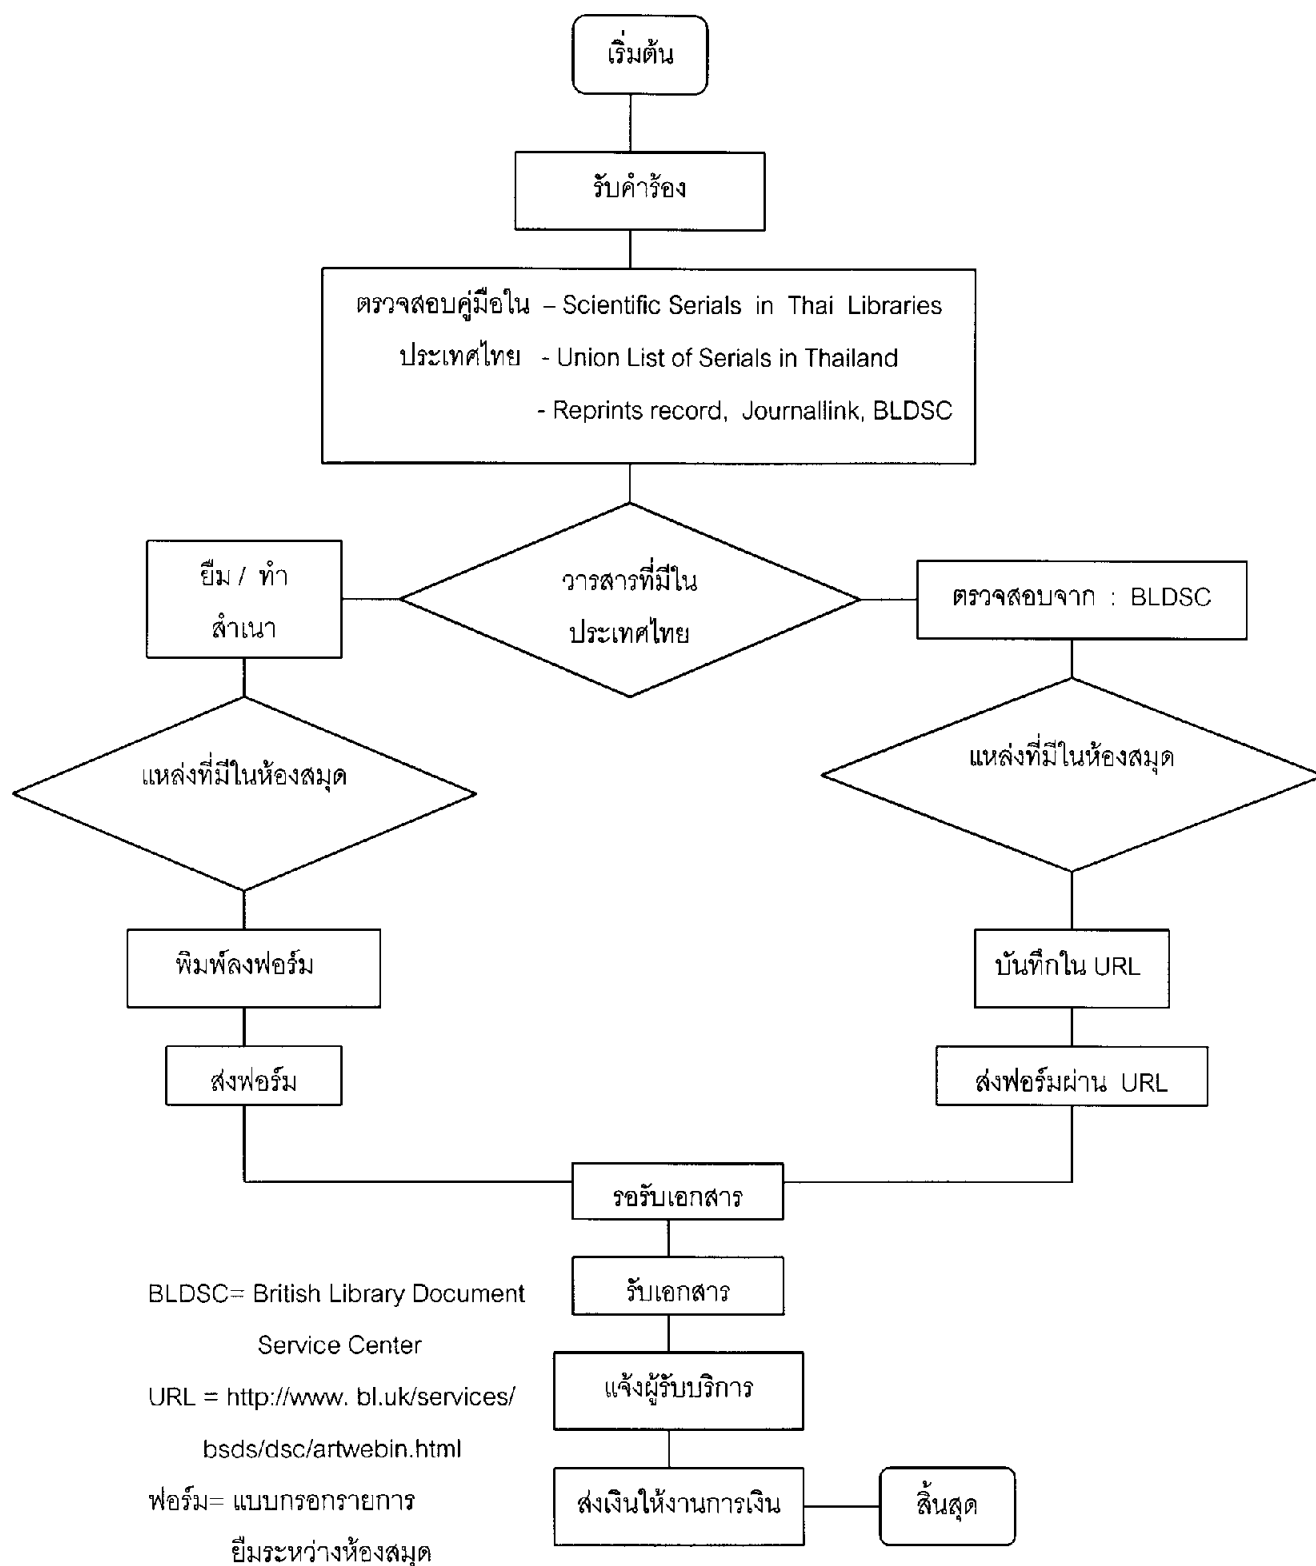 เริ่มต้น
รับคำร้อง
ตรวจสอบคู่มือใน – Scientific Serials in Thai Libraries
ประเทศไทย - Union List of Serials in Thailand
- Reprints record, Journallink, BLDSC
วารสารที่มีใน
ประเทศไทย
ยืม / ทำ
สำเนา
ตรวจสอบจาก : BLDSC
แหล่งที่มีในห้องสมุด
แหล่งที่มีในห้องสมุด
พิมพ์ลงฟอร์ม
บันทึกใน URL
ส่งฟอร์ม
ส่งฟอร์มผ่าน URL
รอรับเอกสาร
รับเอกสาร
แจ้งผู้รับบริการ
ส่งเงินให้งานการเงิน
สิ้นสุด
BLDSC= British Library Document
Service Center
URL = http://www. bl.uk/services/
bsds/dsc/artwebin.html
ฟอร์ม= แบบกรอกรายการ
ยืมระหว่างห้องสมุด